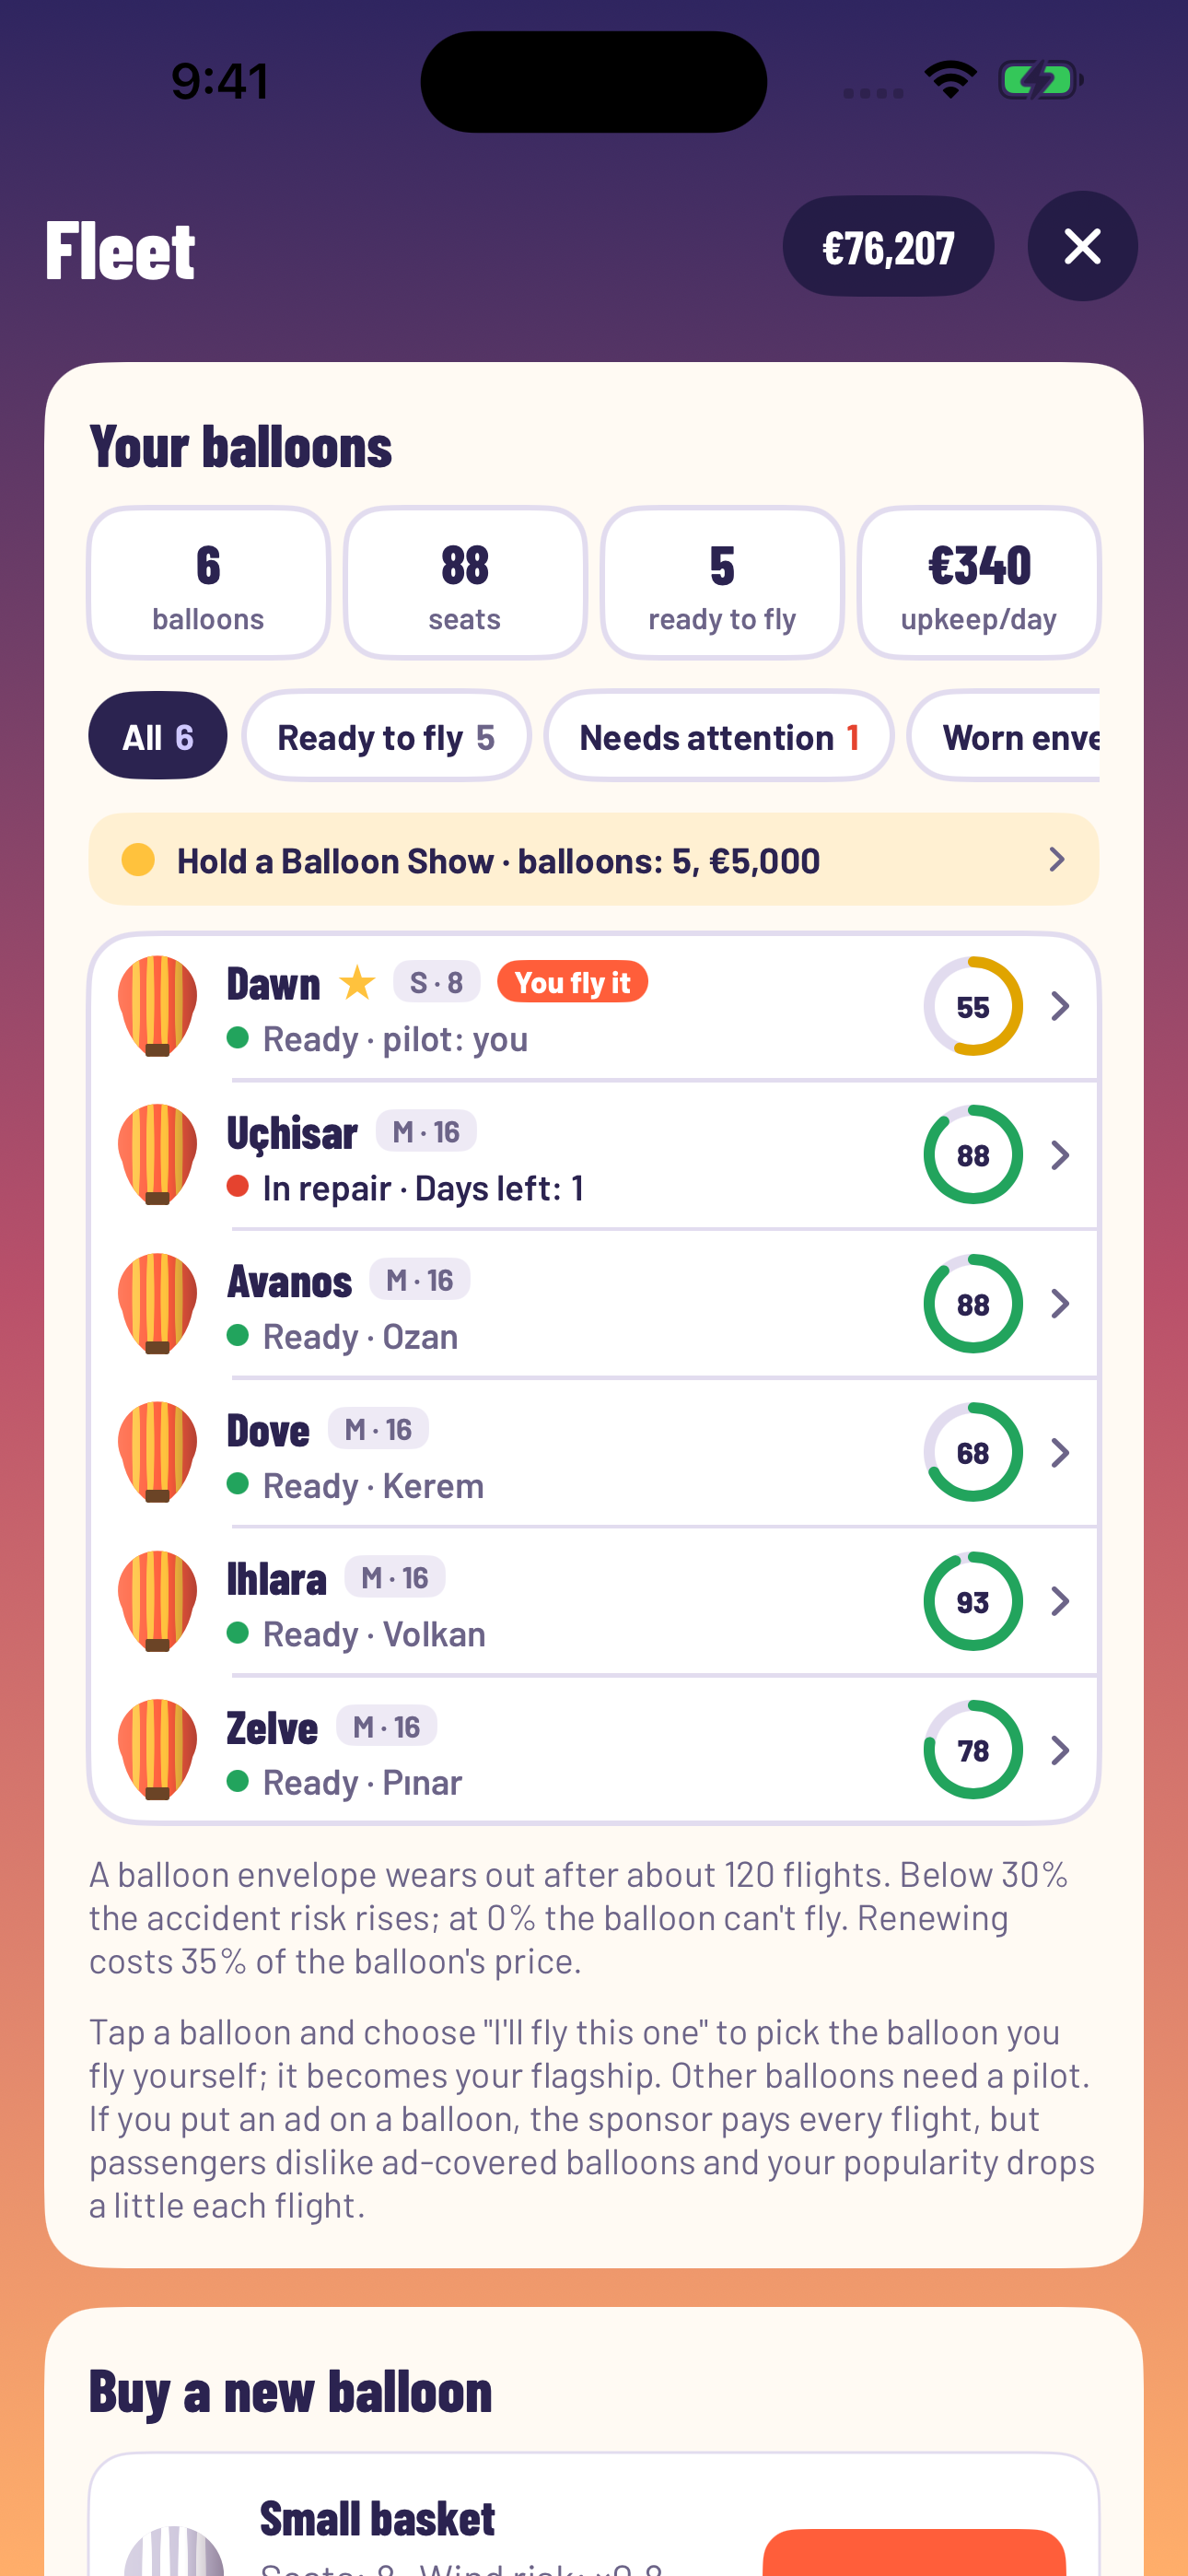 9:41
Fleet
€76,207
Your balloons
6
balloons
88
seats
5
ready to fly
€340
upkeep/day
All 6
Ready to fly 5
Needs attention 1
Worn enve
Hold a Balloon Show · balloons: 5, €5,000
Dawn S · 8 You fly it
Ready · pilot: you
55
Uçhisar M · 16
In repair · Days left: 1
88
Avanos M · 16
Ready · Ozan
88
Dove M · 16
Ready · Kerem
68
Ihlara M · 16
Ready · Volkan
93
Zelve M · 16
Ready · Pınar
78
A balloon envelope wears out after about 120 flights. Below 30%
the accident risk rises; at 0% the balloon can't fly. Renewing
costs 35% of the balloon's price.
Tap a balloon and choose "I'll fly this one" to pick the balloon you
fly yourself; it becomes your flagship. Other balloons need a pilot.
If you put an ad on a balloon, the sponsor pays every flight, but
passengers dislike ad-covered balloons and your popularity drops
a little each flight.
Buy a new balloon
Small basket